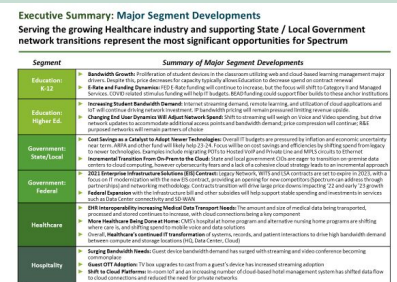 Executive Summary: Major Segment Developments
Serving the growing Healthcare industry and supporting State / Local Government
network transitions represent the most significant opportunities for Spectrum
Segment
Summary of Major Segment Developments
Education:
K-12
Bandwidth Growth: Proliferation of student devices in the classroom utilizing web and cloud-based learning management major
drivers. Despite this, price decreases for capacity typically allows Education to decrease spend on contract renewal
E-Rate and Funding Dynamics: FED E-Rate funding will continue to increase, but the focus will shift to Category II and Managed
Services. COVID related stimulus funding will help IT budgets. BEAD funding could support fiber builds to these anchor institutions
Education:
Higher Ed.
Increasing Student Bandwidth Demand: Internet streaming demand, remote learning, and utilization of cloud applications and
IoT will continue driving network investment. IP bandwidth pricing will remain pressured limiting revenue upside.
Changing End User Dynamics Will Adjust Network Spend: Shift to streaming will weigh on Voice and Video spending, but drive
network updates to accommodate additional access points and bandwidth demand; price compression will continue; R&E
purposed networks will remain partners of choice
Government:
State/Local
Cost Savings as a Catalyst to Adopt Newer Technologies: Overall IT budgets are pressured by inflation and economic uncertainty
near term. ARPA and other funds will likely help 23-24. Focus will be on cost savings and efficiencies by shifting spend from legacy
to newer technologies. Examples include migrating POTs to Hosted VoIP and Private Line and MPLS circuits to Ethernet
Incremental Transition From On-Prem to the Cloud: State and local government CIOs are eager to transition on-premise data
centers to cloud computing, however cybersecurity fears and a lack of a cohesive cloud strategy leads to an incremental approach
Government:
Federal
2021 Enterprise Infrastructure Solutions (EIS) Contract: Legacy Network, WITS and LSA contracts are set to expire in 2023, with a
focus on IT modernization with the new EIS contract, providing an opening for new competitors (Spectrum can address through
partnerships) and networking methodology. Contracts transition will drive large price downs impacting '22 and early '23 growth
Federal Expansion with the Infrastructure bill and other subsidies will help support stable spending and investments in services
such as Data Center connectivity and SD-WAN
Healthcare
EHR Interoperability Increasing Medical Data Transport Needs: The amount and size of medical data being transported,
processed and stored continues to increase, with cloud connections being a key component
More Healthcare Being Done at Home: CMR's hospital at home program and alternative nursing home programs are shifting
where care is, and shifting spend to mobile voice and data solutions
Overall, Healthcare's continued IT transformation of systems, records, and patient interactions to drive high bandwidth demand
between compute and storage locations (HQ, Data Center, Cloud)
Hospitality
Surging Bandwidth Needs: Guest device bandwidth demand has surged with streaming and video-conference becoming
commonplace
Guest OTT Adoption: TV box upgrades to cast from a guest's device has increased streaming adoption
Shift to Cloud Platforms: In-room IoT and an increasing number of cloud-based hotel management system has shifted data flow
to cloud connections and reduced the need for private networks